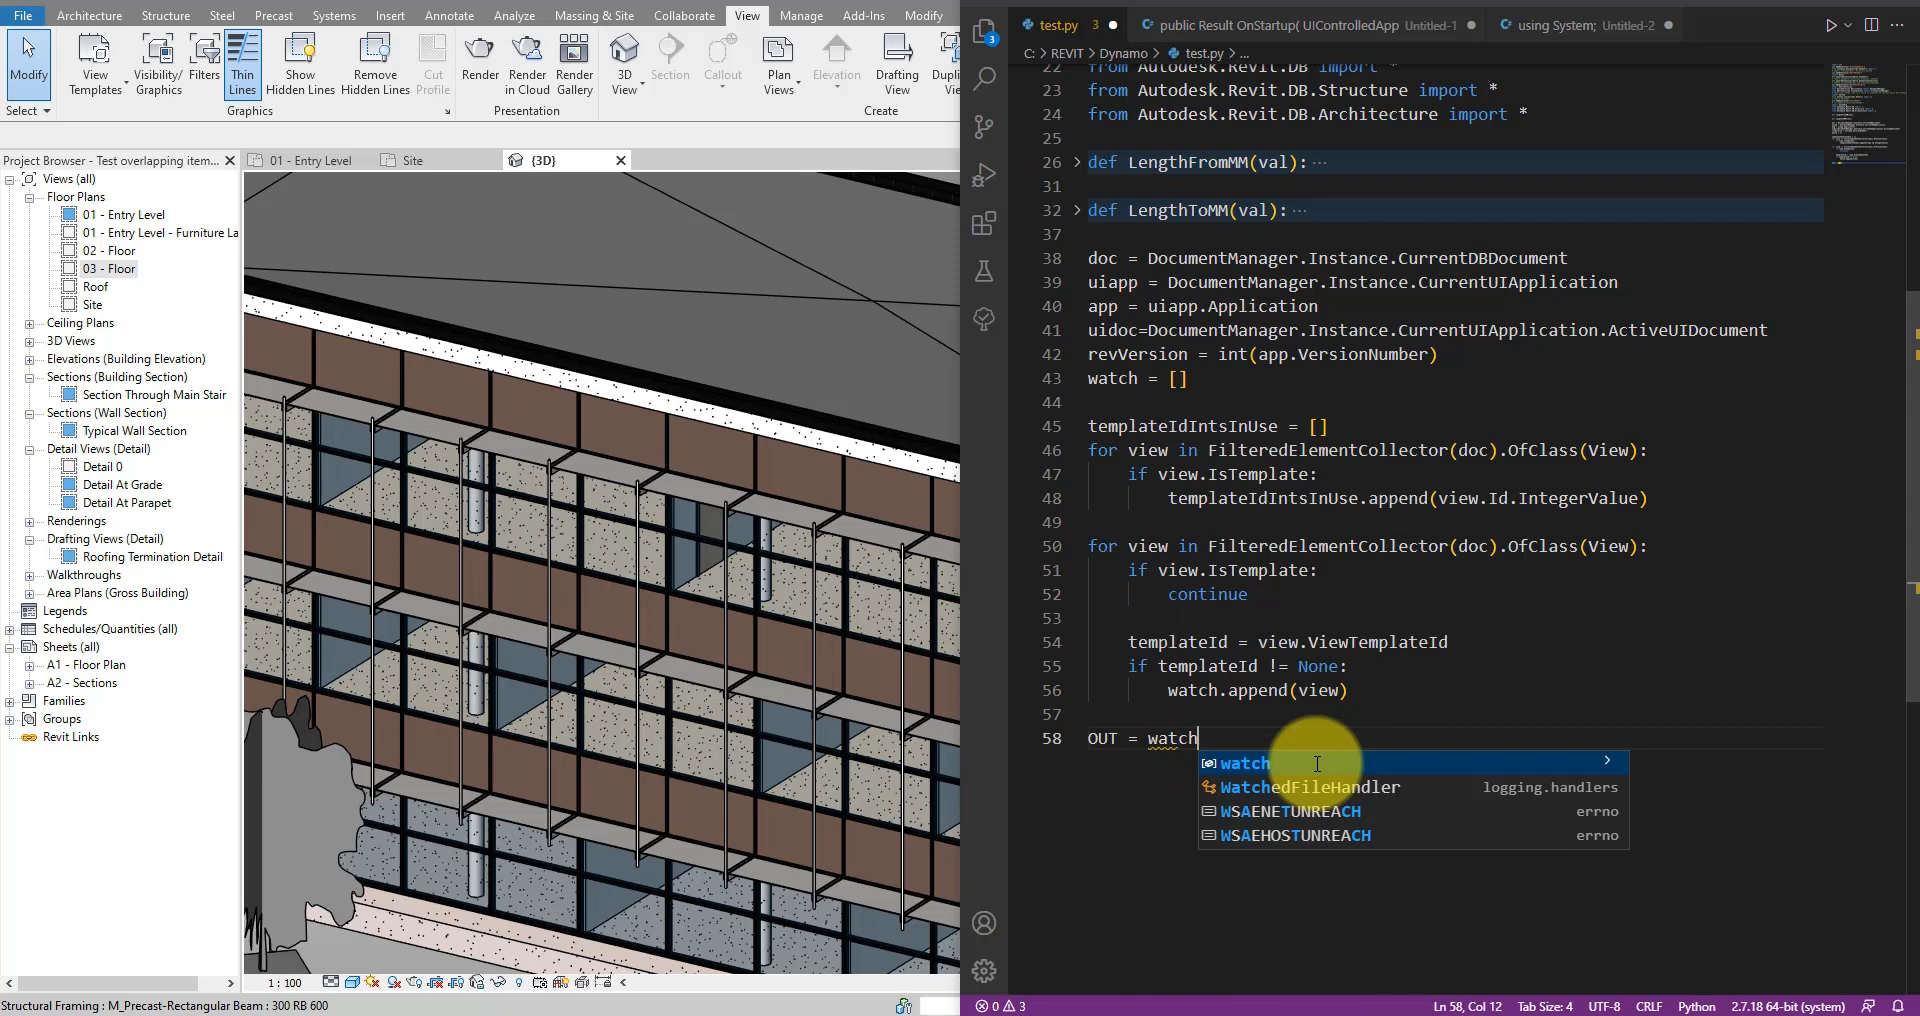 File Architecture Structure Steel Precast Systems Insert Annotate Analyze Massing & Site Collaborate View Manage Add-Ins Modify
Modify
View Templates
Visibility/ Graphics
Filters
Thin Lines
Show Hidden Lines
Remove Hidden Lines
Cut Profile
Render
Render in Cloud
Render Gallery
3D View
Section
Callout
Plan Views
Elevation
Drafting View
Dupli
Vie
Select
Graphics
Presentation
Create
Project Browser - Test overlapping item...
01 - Entry Level
Site
{3D}
Views (all)
Floor Plans
01 - Entry Level
01 - Entry Level - Furniture La
02 - Floor
03 - Floor
Roof
Site
Ceiling Plans
3D Views
Elevations (Building Elevation)
Sections (Building Section)
Section Through Main Stair
Sections (Wall Section)
Typical Wall Section
Detail Views (Detail)
Detail 0
Detail At Grade
Detail At Parapet
Renderings
Drafting Views (Detail)
Roofing Termination Detail
Walkthroughs
Area Plans (Gross Building)
Legends
Schedules/Quantities (all)
Sheets (all)
A1 - Floor Plan
A2 - Sections
Families
Groups
Revit Links
1 : 100
Structural Framing : M_Precast-Rectangular Beam : 300 RB 600
3
test.py 3
public Result OnStartup( UIControlledApp Untitled-1
using System; Untitled-2
C: > REVIT > Dynamo > test.py > ...
22 from Autodesk.Revit.DB import *
23 from Autodesk.Revit.DB.Structure import *
24 from Autodesk.Revit.DB.Architecture import *
25
26 def LengthFromMM(val): ···
31
32 def LengthToMM(val): ···
37
38 doc = DocumentManager.Instance.CurrentDBDocument
39 uiapp = DocumentManager.Instance.CurrentUIApplication
40 app = uiapp.Application
41 uidoc=DocumentManager.Instance.CurrentUIApplication.ActiveUIDocument
42 revVersion = int(app.VersionNumber)
43 watch = []
44
45 templateIdIntsInUse = []
46 for view in FilteredElementCollector(doc).OfClass(View):
47 if view.IsTemplate:
48 templateIdIntsInUse.append(view.Id.IntegerValue)
49
50 for view in FilteredElementCollector(doc).OfClass(View):
51 if view.IsTemplate:
52 continue
53
54 templateId = view.ViewTemplateId
55 if templateId != None:
56 watch.append(view)
57
58 OUT = watch
watch
WatchedFileHandler logging.handlers
WSAENETUNREACH errno
WSAEHOSTUNREACH errno
0 3
Ln 58, Col 12 Tab Size: 4 UTF-8 CRLF Python 2.7.18 64-bit (system)